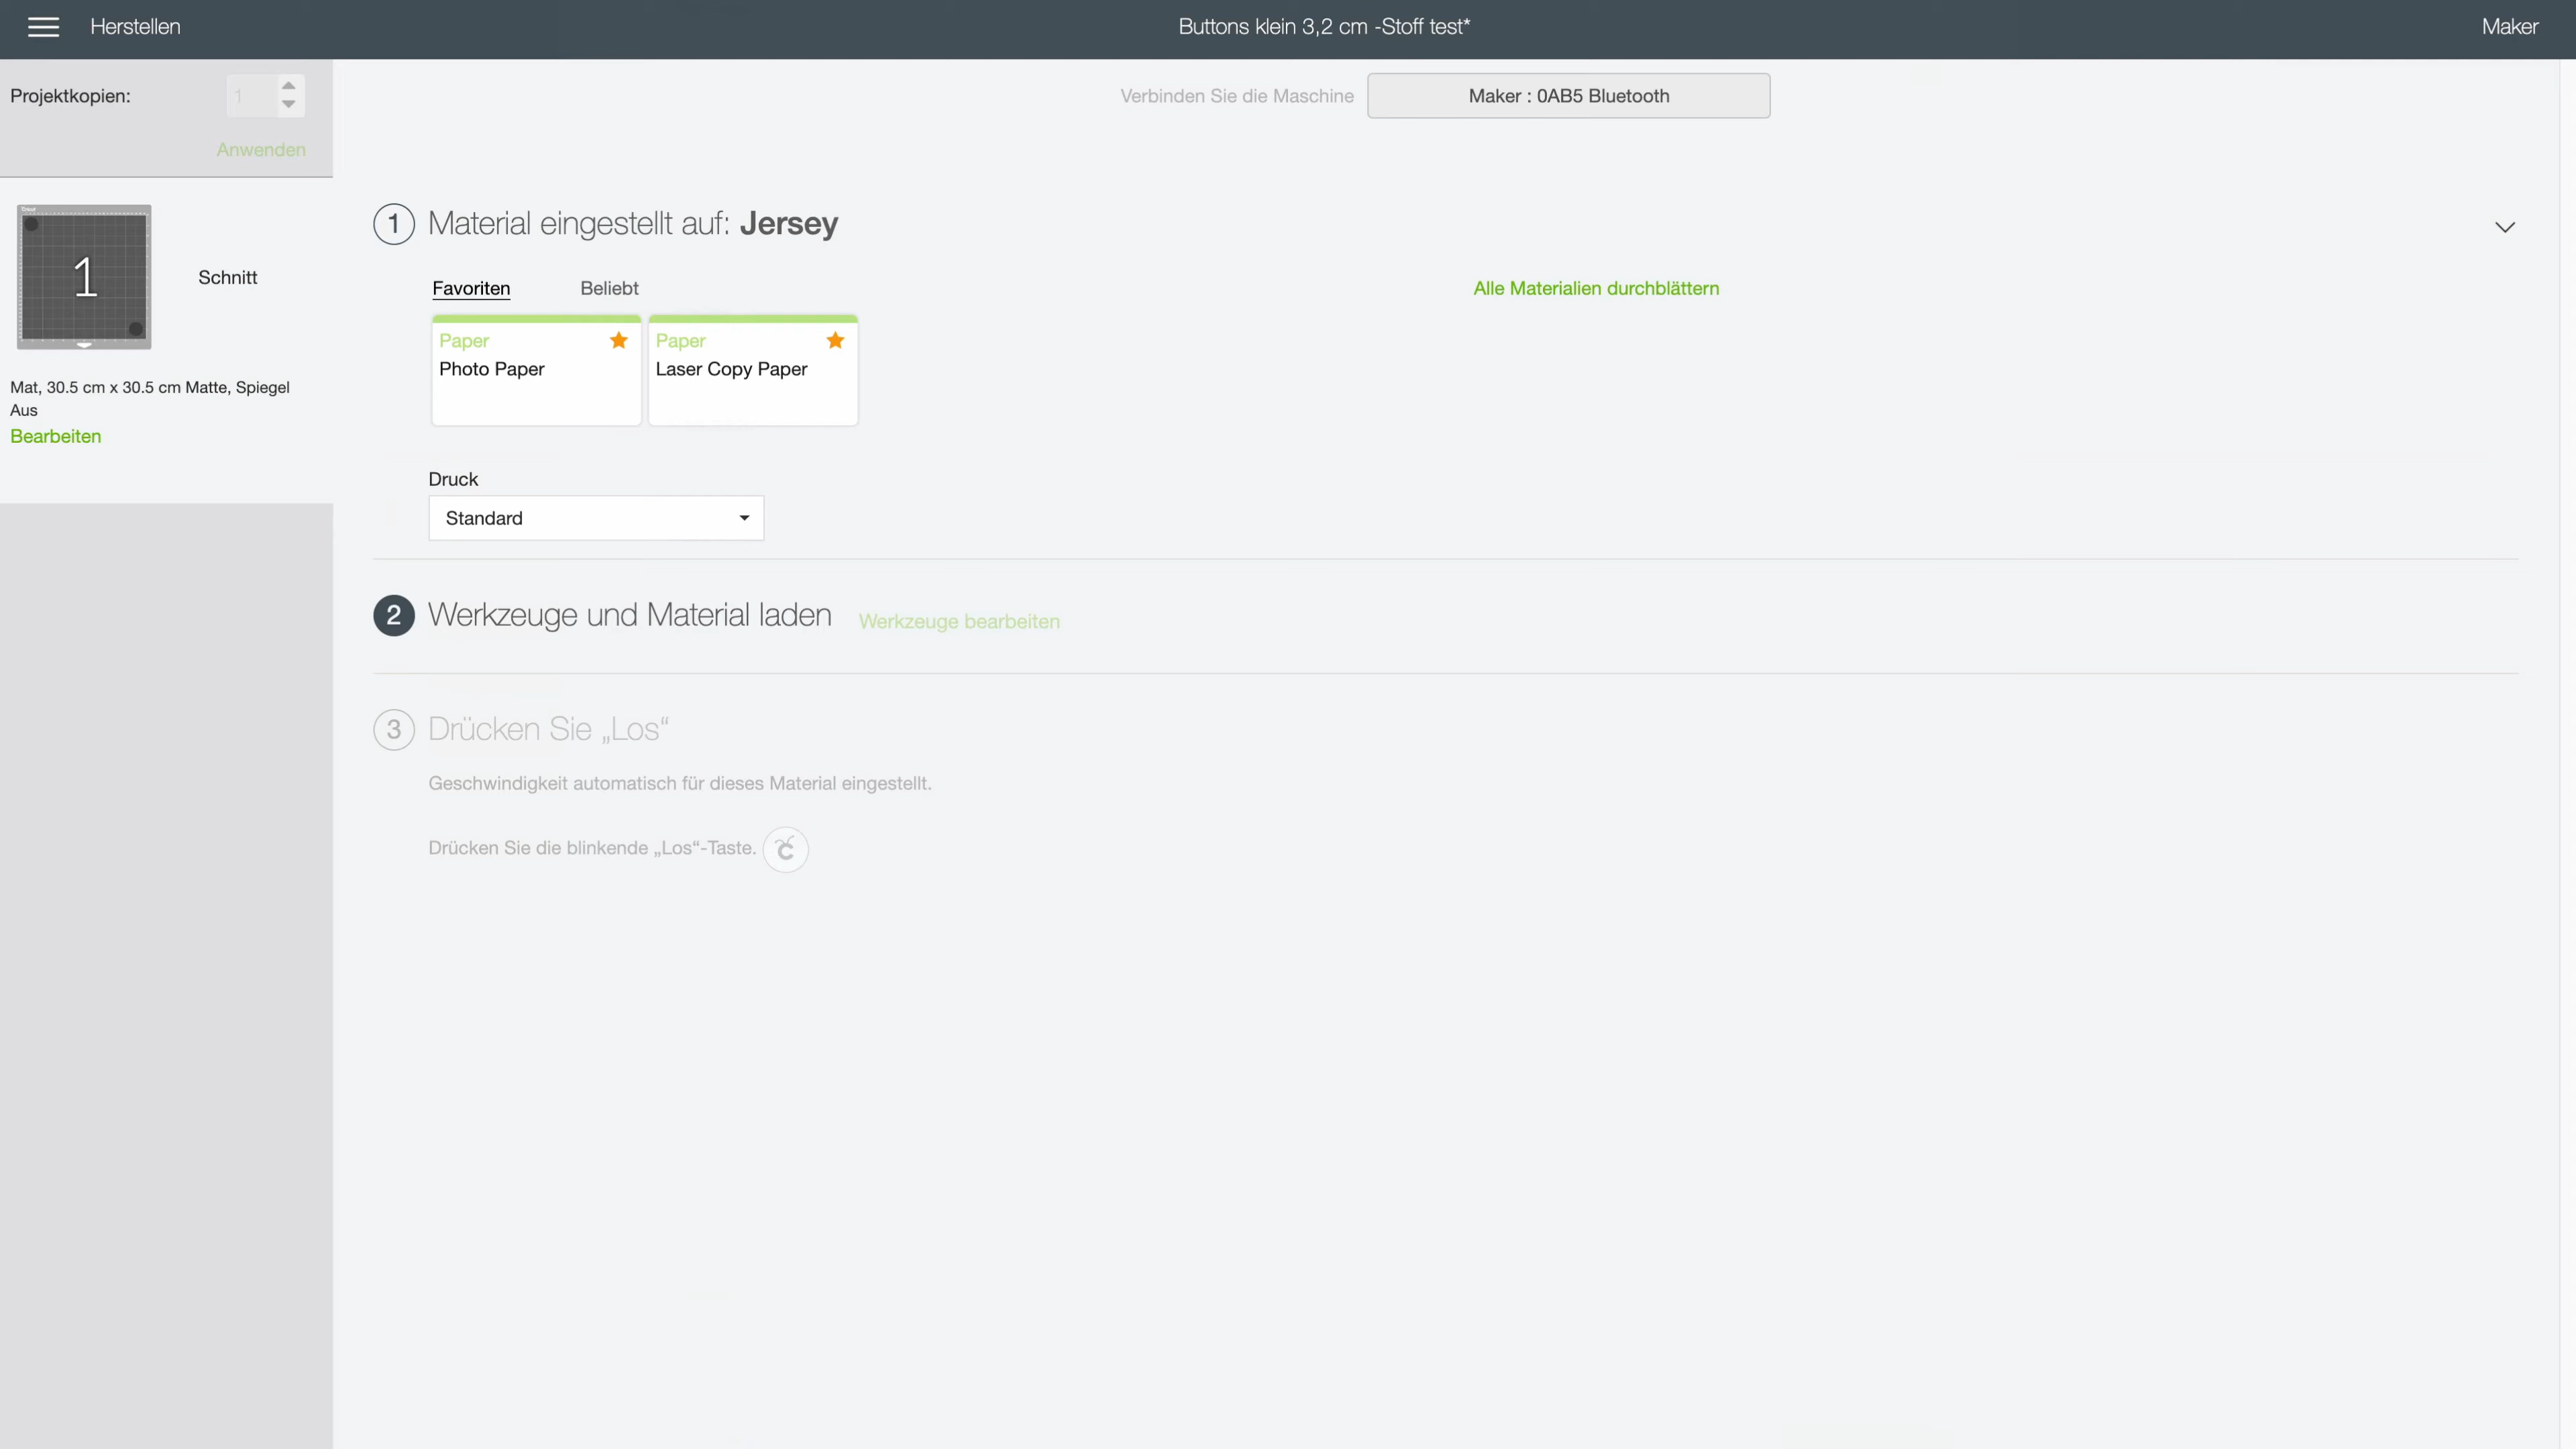 Herstellen
Buttons klein 3,2 cm -Stoff test*
Maker
Projektkopien:
1
Anwenden
Verbinden Sie die Maschine
Maker : 0AB5 Bluetooth
1
Schnitt
Mat, 30.5 cm x 30.5 cm Matte, Spiegel
Aus
Bearbeiten
1 Material eingestellt auf: Jersey
Favoriten
Beliebt
Alle Materialien durchblättern
Paper
Photo Paper
Paper
Laser Copy Paper
Druck
Standard
2 Werkzeuge und Material laden
Werkzeuge bearbeiten
3 Drücken Sie „Los“
Geschwindigkeit automatisch für dieses Material eingestellt.
Drücken Sie die blinkende „Los“-Taste.